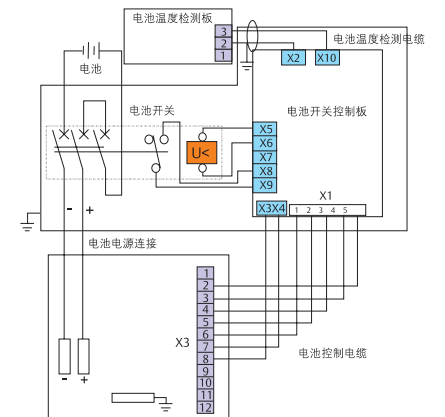 电池温度检测板
3
2
1
电池温度检测电缆
X2
X10
电池
电池开关
电池开关控制板
U<
X5
X6
X7
X8
X9
X3X4
X1
1 2 3 4 5
- +
电池电源连接
X3
1
2
3
4
5
6
7
8
9
10
11
12
电池控制电缆
- +